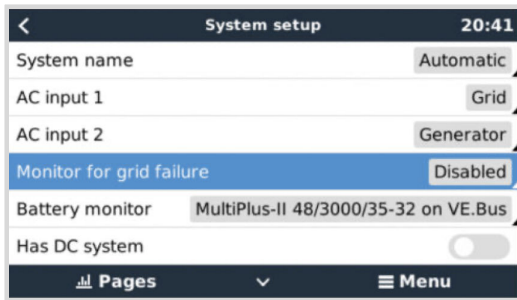 System setup 20:41
System name Automatic
AC input 1 Grid
AC input 2 Generator
Monitor for grid failure Disabled
Battery monitor MultiPlus-II 48/3000/35-32 on VE.Bus
Has DC system
Pages Menu